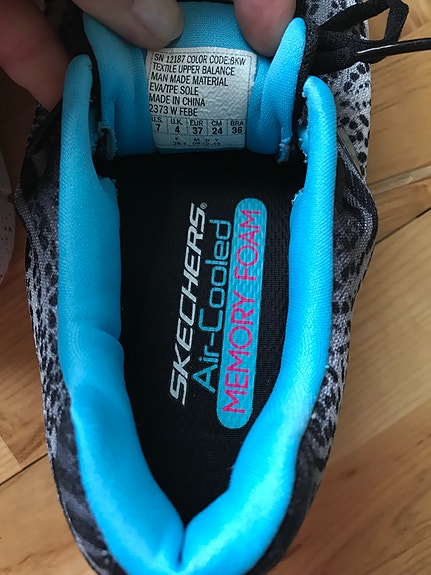 SN 12187 COLOR CODE:BKW
TEXTILE UPPER BALANCE
MAN MADE MATERIAL
EVA/TPE SOLE
MADE IN CHINA
2373 W FEBE
U.S. U.K. EUR CM BRA
7 4 37 24 36
SKECHERS®
Air-Cooled
MEMORY FOAM